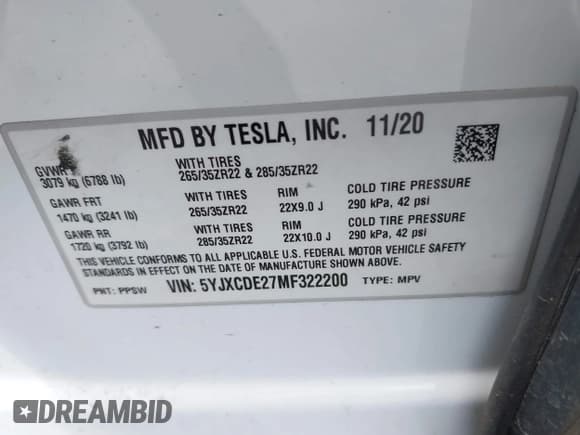 MFD BY TESLA, INC. 11/20
GVWR
3079 kg (6788 lb)
WITH TIRES
265/35ZR22 & 285/35ZR22
GAWR FRT
1470 kg (3241 lb)
WITH TIRES
265/35ZR22
RIM
22X9.0 J
COLD TIRE PRESSURE
290 kPa, 42 psi
GAWR RR
1720 kg (3792 lb)
WITH TIRES
285/35ZR22
RIM
22X10.0 J
COLD TIRE PRESSURE
290 kPa, 42 psi
THIS VEHICLE CONFORMS TO ALL APPLICABLE U.S. FEDERAL MOTOR VEHICLE SAFETY
STANDARDS IN EFFECT ON THE DATE OF MANUFACTURE SHOWN ABOVE.
PNT: PPSW VIN: 5YJXCDE27MF322200 TYPE: MPV
DREAMBID